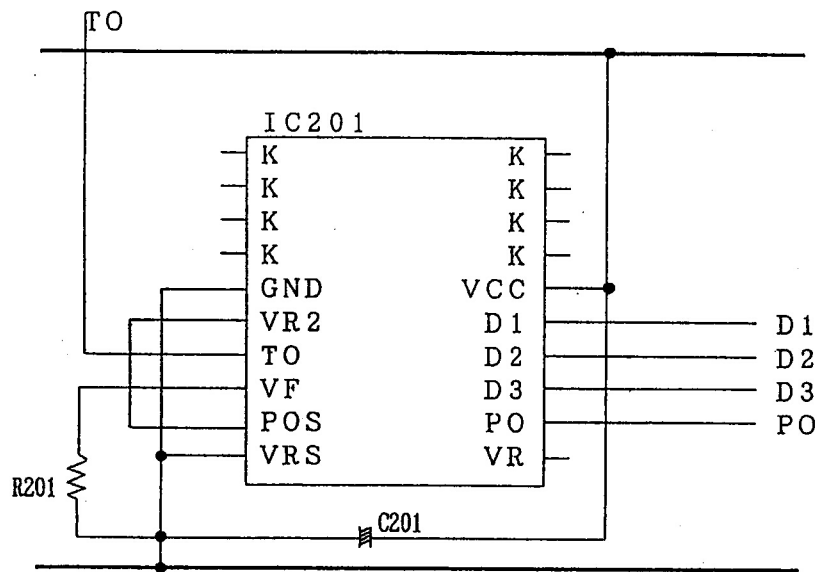 TO
IC201
K K
K K
K K
K K
GND VCC
VR2 D1 D1
TO D2 D2
VF D3 D3
POS PO PO
VRS VR
R201
C201